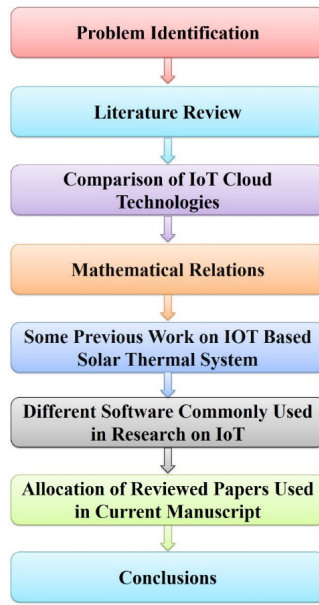 Problem Identification
Literature Review
Comparison of IoT Cloud
Technologies
Mathematical Relations
Some Previous Work on IOT Based
Solar Thermal System
Different Software Commonly Used
in Research on IoT
Allocation of Reviewed Papers Used
in Current Manuscript
Conclusions